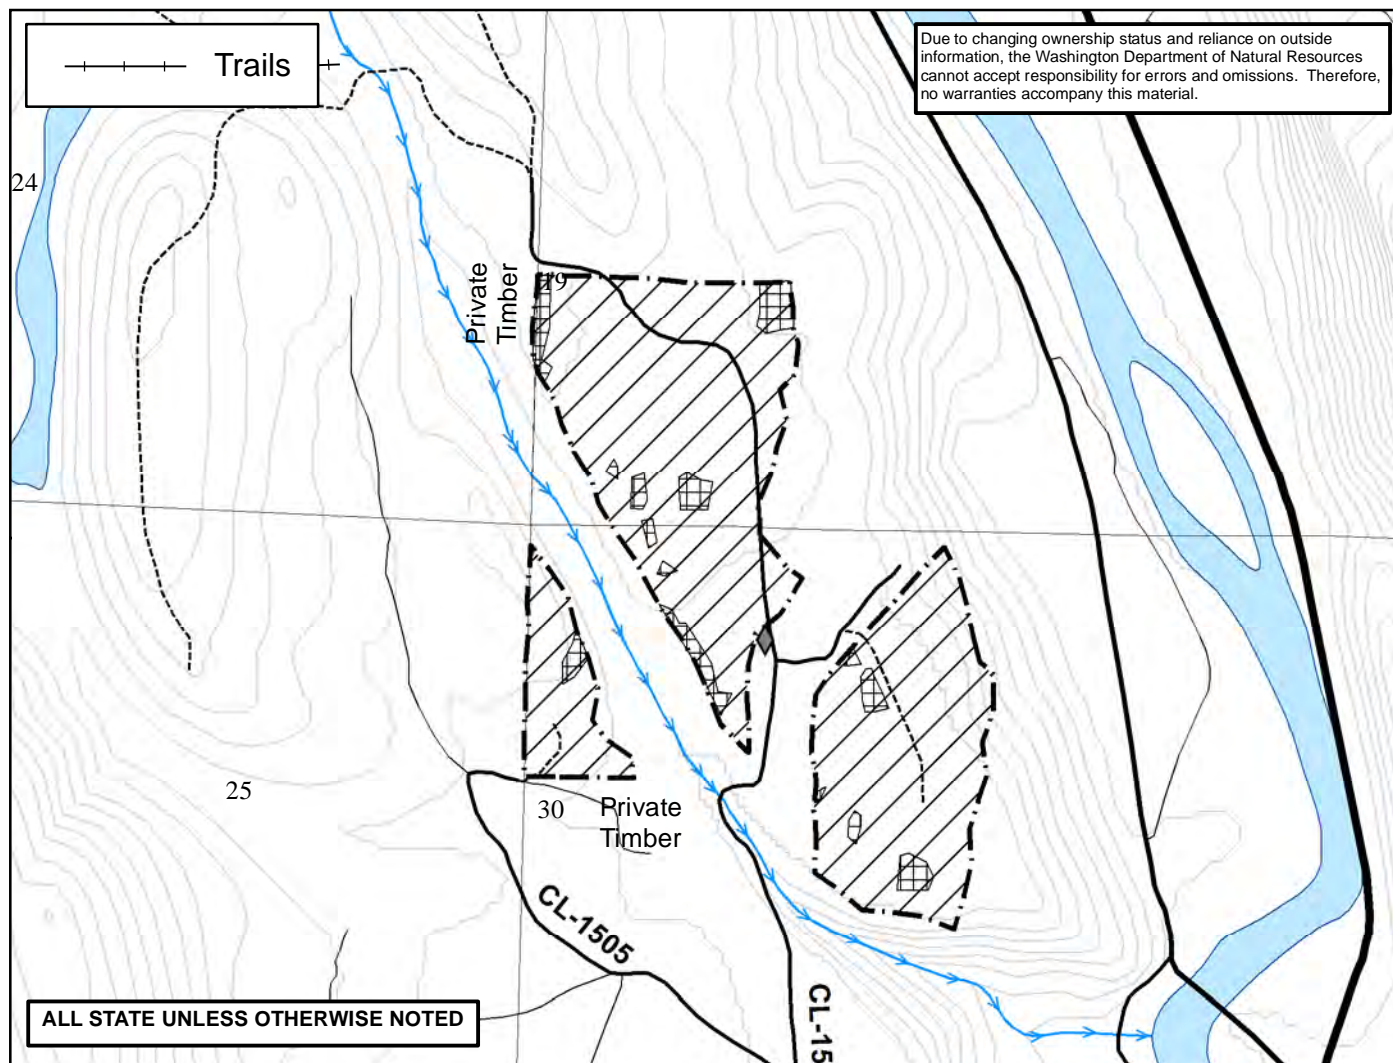 Trails
Due to changing ownership status and reliance on outside
information, the Washington Department of Natural Resources
cannot accept responsibility for errors and omissions. Therefore,
no warranties accompany this material.
24
19
Private
Timber
25
30
Private
Timber
CL-1505
CL-15
ALL STATE UNLESS OTHERWISE NOTED